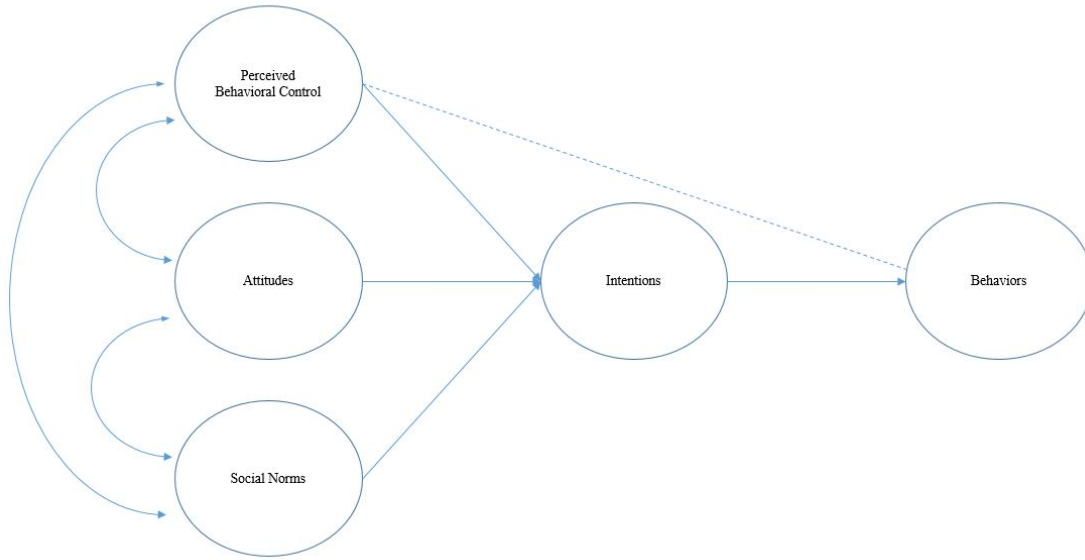 Perceived
Behavioral Control
Attitudes
Intentions
Behaviors
Social Norms